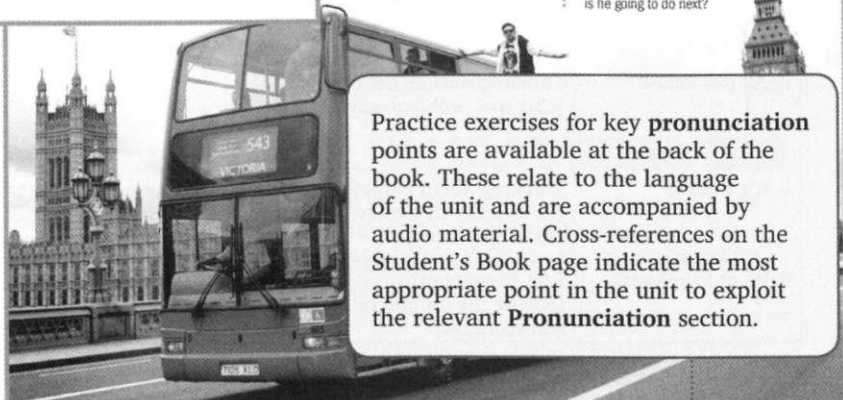 is he going to do next?
543
VICTORIA
Practice exercises for key pronunciation
points are available at the back of the
book. These relate to the language
of the unit and are accompanied by
audio material. Cross-references on the
Student's Book page indicate the most
appropriate point in the unit to exploit
the relevant Pronunciation section.